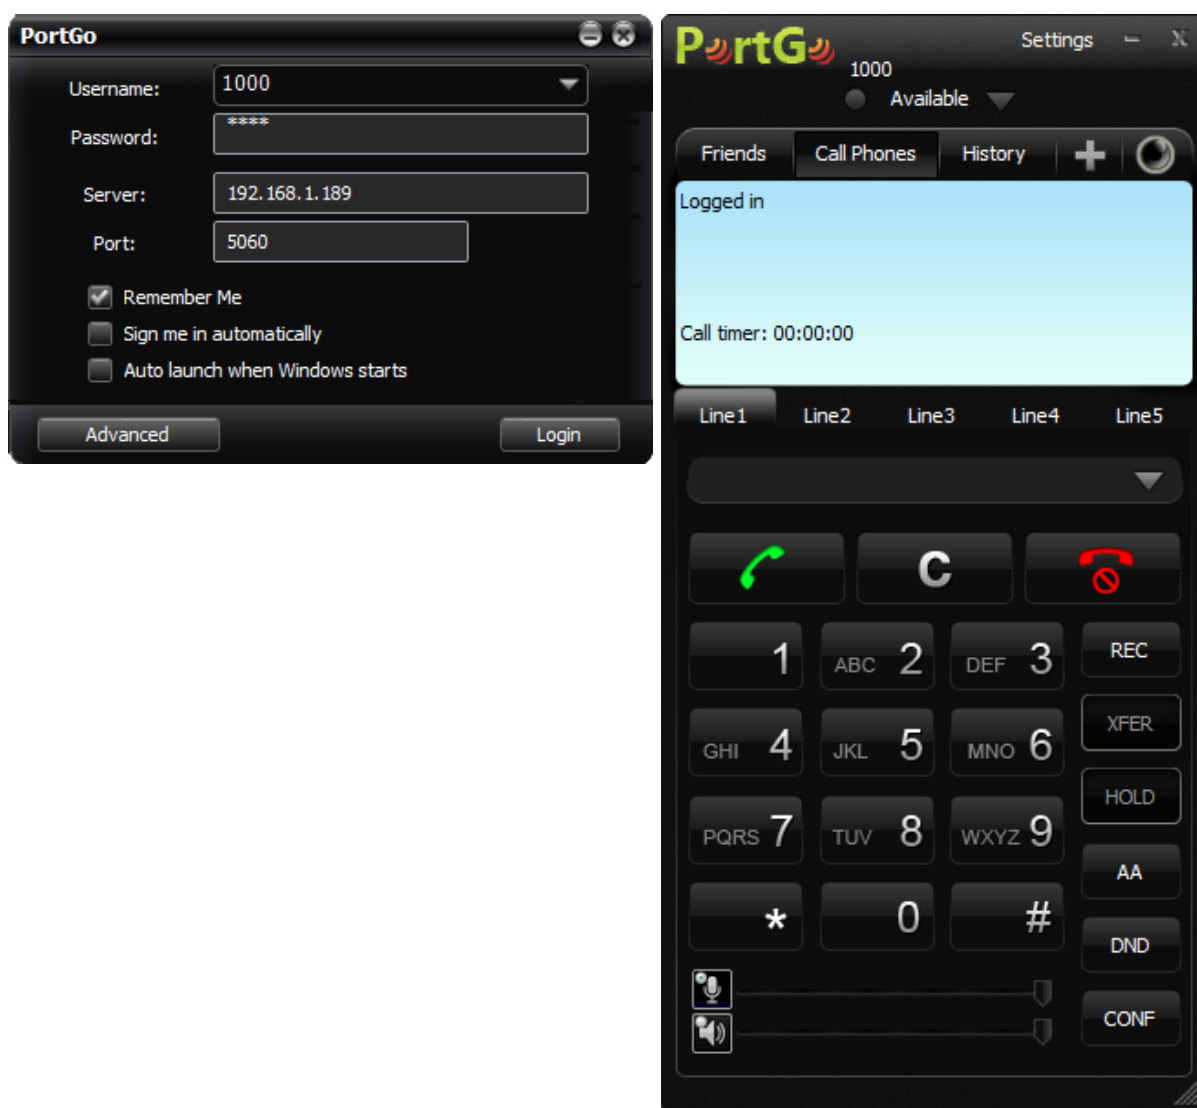 PortGo
Username: 1000
Password: ****
Server: 192.168.1.189
Port: 5060
Remember Me
Sign me in automatically
Auto launch when Windows starts
Advanced Login
PortGo Settings
1000
Available
Friends Call Phones History
Logged in
Call timer: 00:00:00
Line1 Line2 Line3 Line4 Line5
C
1 ABC 2 DEF 3 REC
GHI 4 JKL 5 MNO 6 XFER
PQRS 7 TUV 8 WXYZ 9 HOLD
AA
* 0 # DND
CONF